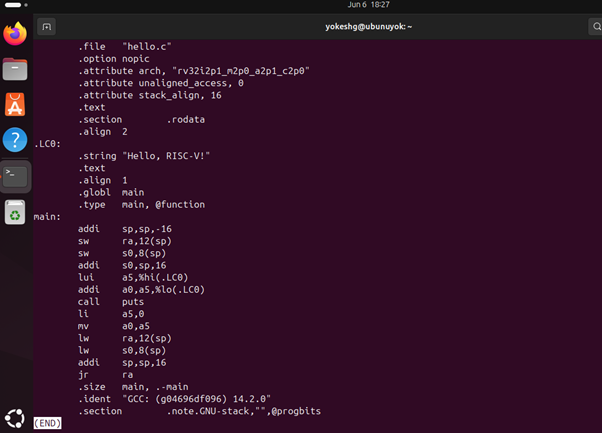 Jun 6 18:27
yokeshg@ubunuyok: ~
.file "hello.c"
.option nopic
.attribute arch, "rv32i2p1_m2p0_a2p1_c2p0"
.attribute unaligned_access, 0
.attribute stack_align, 16
.text
.section .rodata
.align 2
.LC0:
.string "Hello, RISC-V!"
.text
.align 1
.globl main
.type main, @function
main:
addi sp,sp,-16
sw ra,12(sp)
sw s0,8(sp)
addi s0,sp,16
lui a5,%hi(.LC0)
addi a0,a5,%lo(.LC0)
call puts
li a5,0
mv a0,a5
lw ra,12(sp)
lw s0,8(sp)
addi sp,sp,16
jr ra
.size main, .-main
.ident "GCC: (g04696df096) 14.2.0"
.section .note.GNU-stack,"",@progbits
(END)